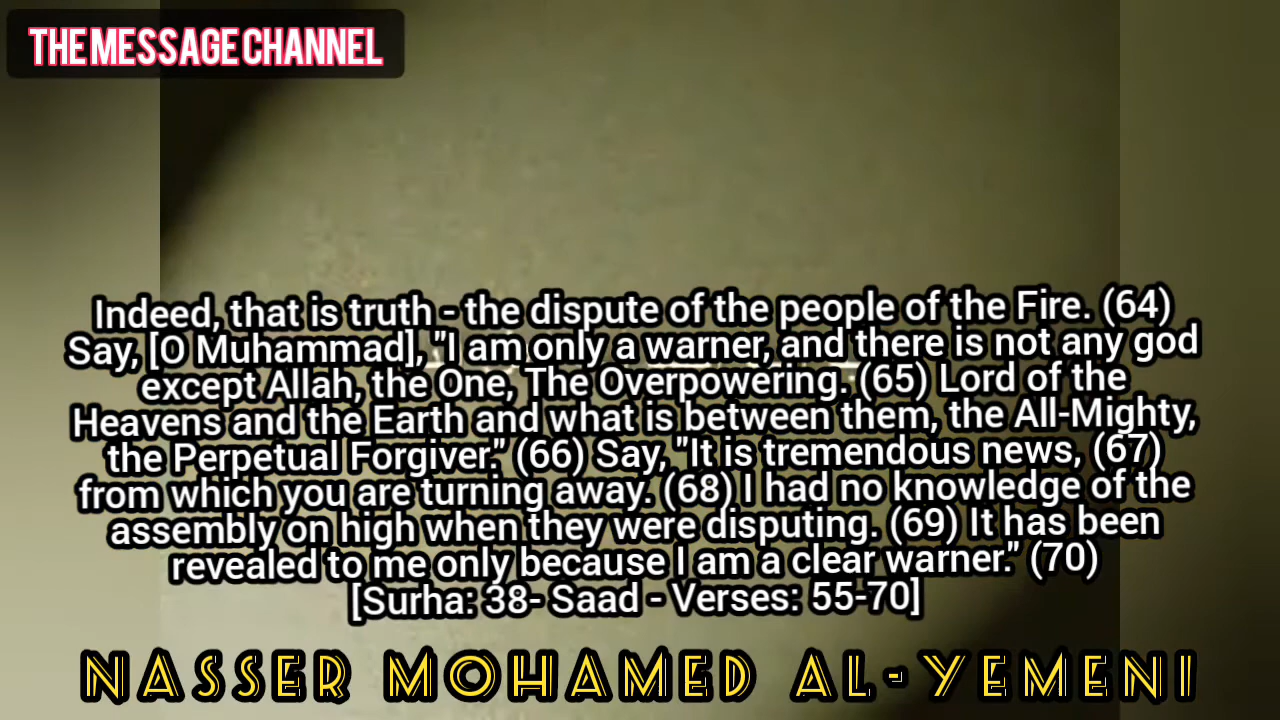 THE MESSAGE CHANNEL
Indeed, that is truth - the dispute of the people of the Fire. (64)
Say, [O Muhammad], "I am only a warner, and there is not any god
except Allah, the One, The Overpowering. (65) Lord of the
Heavens and the Earth and what is between them, the All-Mighty,
the Perpetual Forgiver." (66) Say, "It is tremendous news, (67)
from which you are turning away. (68) I had no knowledge of the
assembly on high when they were disputing. (69) It has been
revealed to me only because I am a clear warner." (70)
[Surha: 38- Saad - Verses: 55-70]
NASSER MOHAMED AL-YEMENI